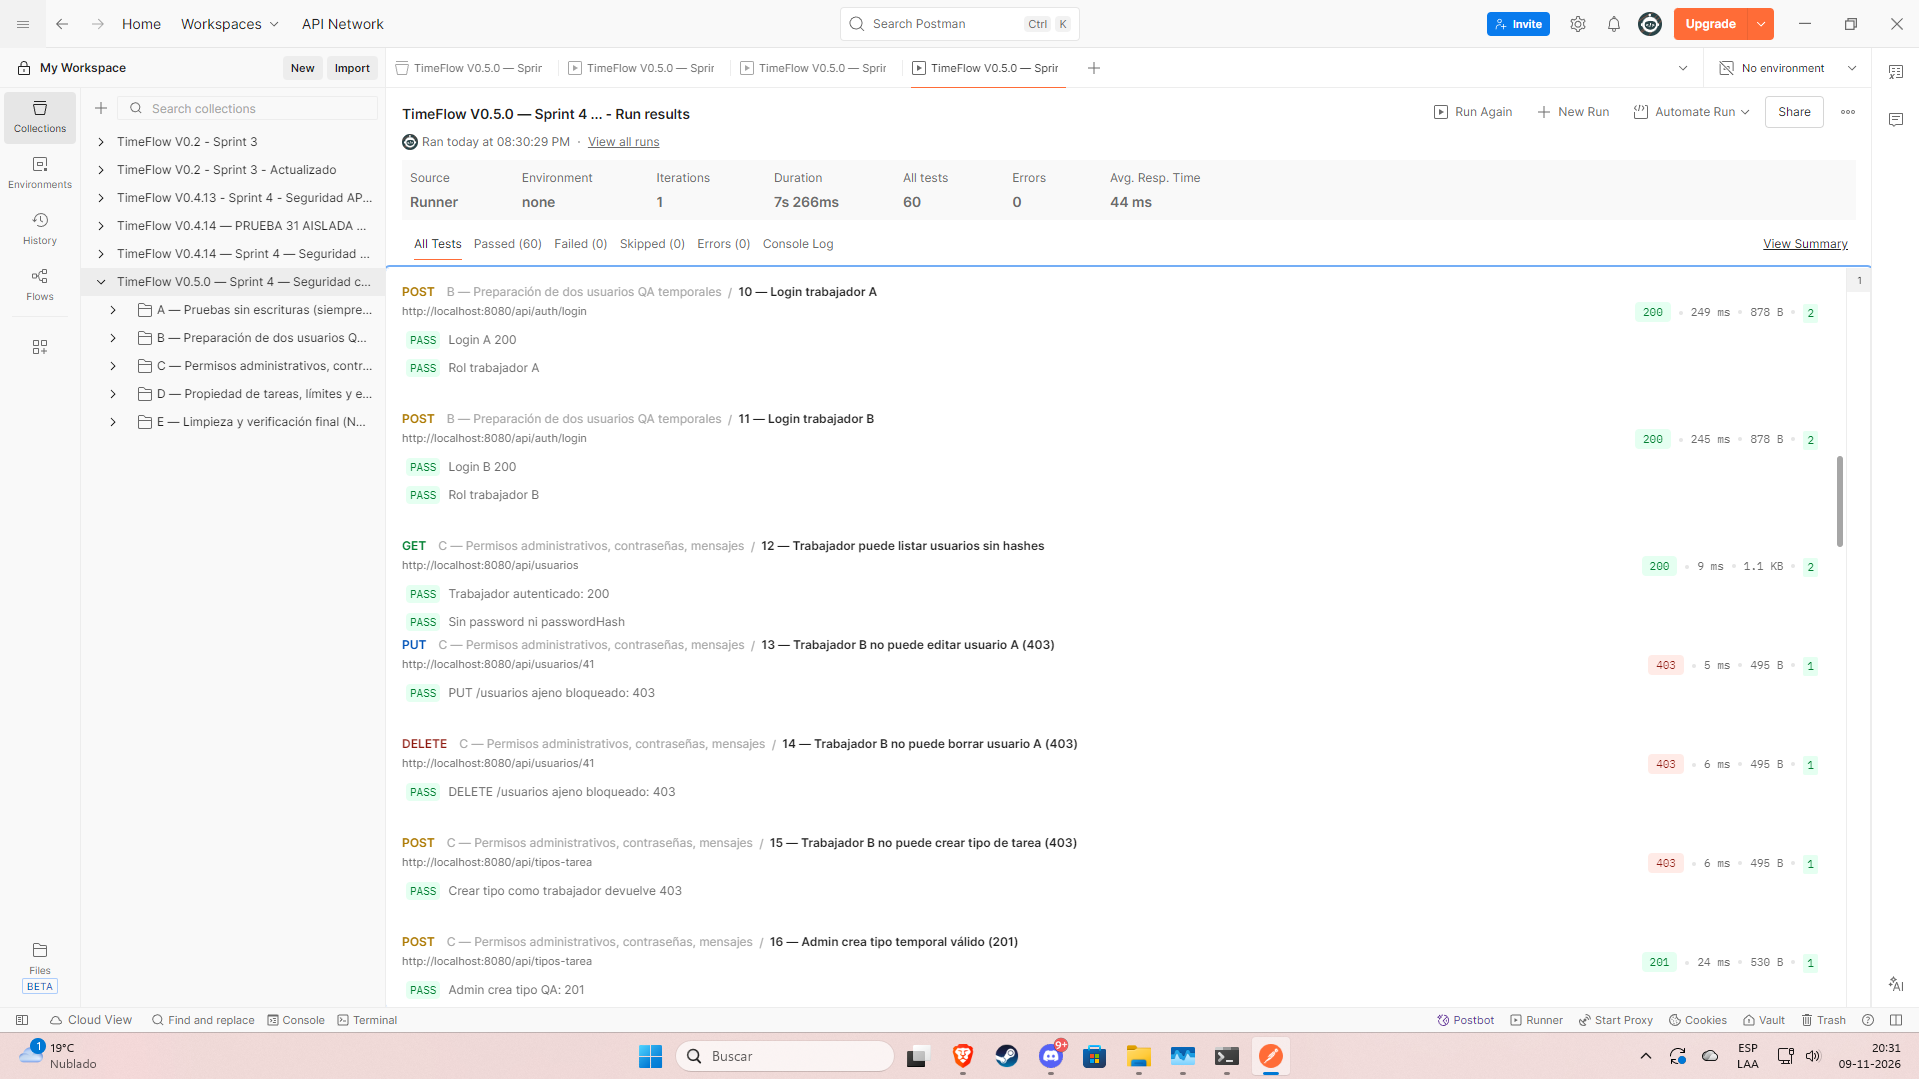 Home Workspaces API Network Search Postman Ctrl K Invite Upgrade
My Workspace New Import TimeFlow V0.5.0 — Sprir TimeFlow V0.5.0 — Sprir TimeFlow V0.5.0 — Sprir TimeFlow V0.5.0 — Sprir No environment
Collections
Environments
History
Flows
Files
BETA
Search collections
TimeFlow V0.2 - Sprint 3
TimeFlow V0.2 - Sprint 3 - Actualizado
TimeFlow V0.4.13 - Sprint 4 - Seguridad AP...
TimeFlow V0.4.14 — PRUEBA 31 AISLADA ...
TimeFlow V0.4.14 — Sprint 4 — Seguridad ...
TimeFlow V0.5.0 — Sprint 4 — Seguridad c...
A — Pruebas sin escrituras (siempre...
B — Preparación de dos usuarios Q...
C — Permisos administrativos, contr...
D — Propiedad de tareas, límites y e...
E — Limpieza y verificación final (N...
TimeFlow V0.5.0 — Sprint 4 ... - Run results
Run Again New Run Automate Run Share
Ran today at 08:30:29 PM · View all runs
Source Environment Iterations Duration All tests Errors Avg. Resp. Time
Runner none 1 7s 266ms 60 0 44 ms
All Tests Passed (60) Failed (0) Skipped (0) Errors (0) Console Log View Summary
1
POST B — Preparación de dos usuarios QA temporales / 10 — Login trabajador A
http://localhost:8080/api/auth/login
200 • 249 ms • 878 B • 2
PASS Login A 200
PASS Rol trabajador A
POST B — Preparación de dos usuarios QA temporales / 11 — Login trabajador B
http://localhost:8080/api/auth/login
200 • 245 ms • 878 B • 2
PASS Login B 200
PASS Rol trabajador B
GET C — Permisos administrativos, contraseñas, mensajes / 12 — Trabajador puede listar usuarios sin hashes
http://localhost:8080/api/usuarios
200 • 9 ms • 1.1 KB • 2
PASS Trabajador autenticado: 200
PASS Sin password ni passwordHash
PUT C — Permisos administrativos, contraseñas, mensajes / 13 — Trabajador B no puede editar usuario A (403)
http://localhost:8080/api/usuarios/41
403 • 5 ms • 495 B • 1
PASS PUT /usuarios ajeno bloqueado: 403
DELETE C — Permisos administrativos, contraseñas, mensajes / 14 — Trabajador B no puede borrar usuario A (403)
http://localhost:8080/api/usuarios/41
403 • 6 ms • 495 B • 1
PASS DELETE /usuarios ajeno bloqueado: 403
POST C — Permisos administrativos, contraseñas, mensajes / 15 — Trabajador B no puede crear tipo de tarea (403)
http://localhost:8080/api/tipos-tarea
403 • 6 ms • 495 B • 1
PASS Crear tipo como trabajador devuelve 403
POST C — Permisos administrativos, contraseñas, mensajes / 16 — Admin crea tipo temporal válido (201)
http://localhost:8080/api/tipos-tarea
201 • 24 ms • 530 B • 1
PASS Admin crea tipo QA: 201
AI
Cloud View Find and replace Console Terminal Postbot Runner Start Proxy Cookies Vault Trash
1 19°C
Nublado
Buscar
9+
ESP
LAA
20:31
09-11-2026